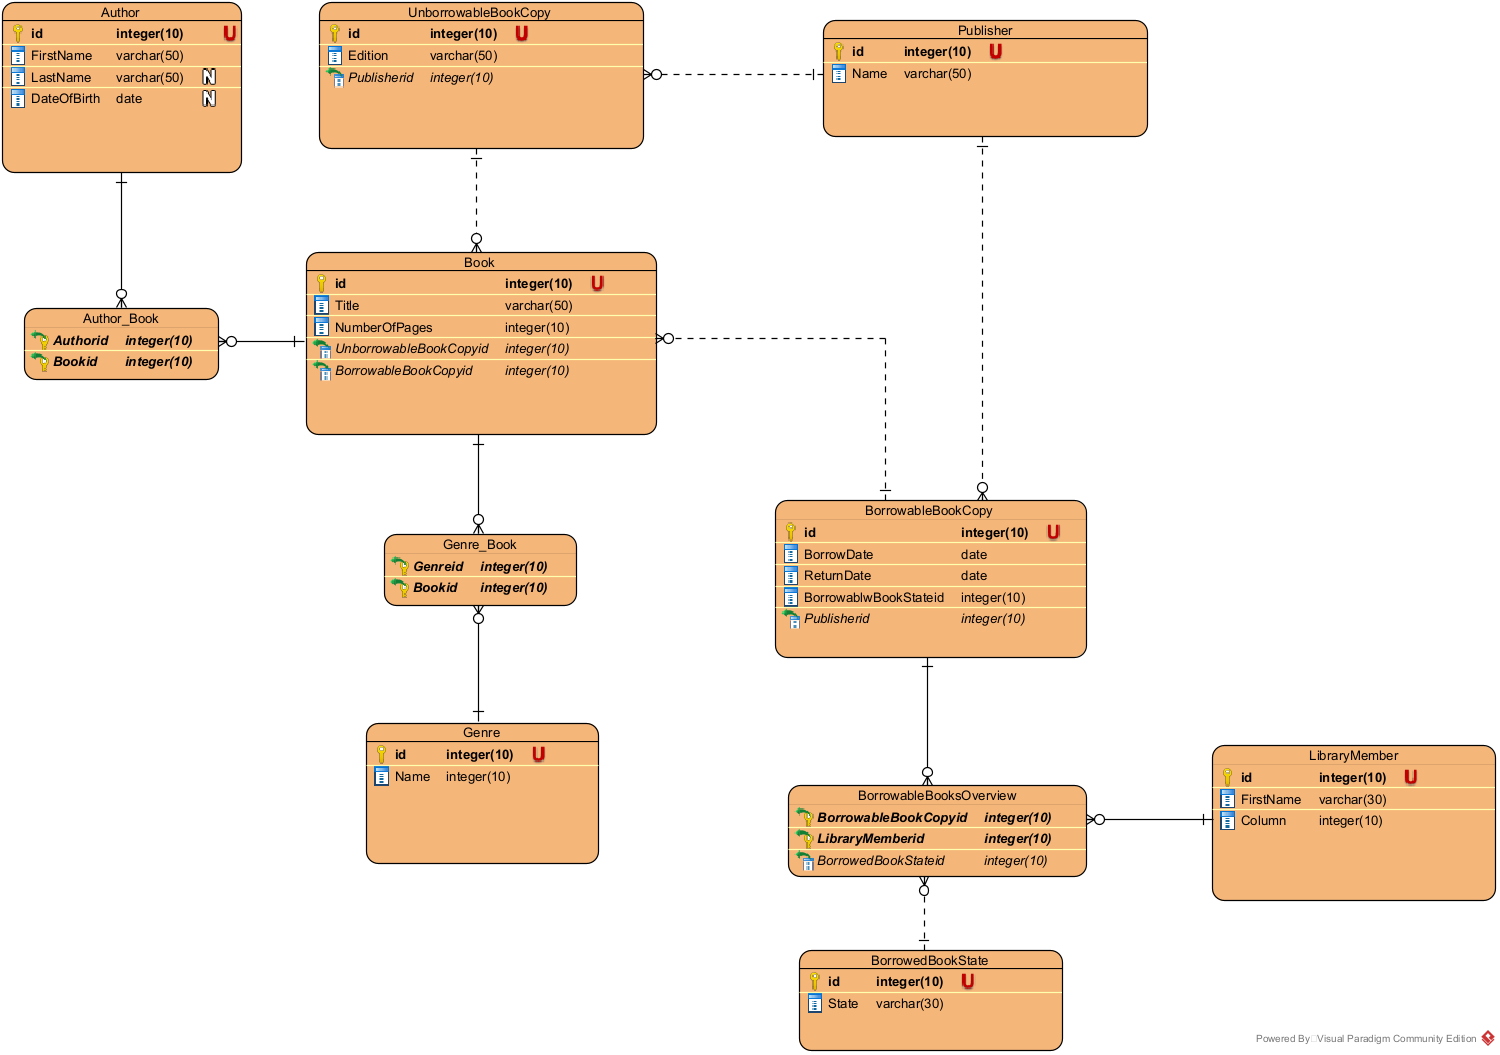 Author
id integer(10) U
FirstName varchar(50)
LastName varchar(50) N
DateOfBirth date N
UnborrowableBookCopy
id integer(10) U
Edition varchar(50)
Publisherid integer(10)
Publisher
id integer(10) U
Name varchar(50)
Book
id integer(10) U
Title varchar(50)
NumberOfPages integer(10)
UnborrowableBookCopyid integer(10)
BorrowableBookCopyid integer(10)
Author_Book
Authorid integer(10)
Bookid integer(10)
Genre_Book
Genreid integer(10)
Bookid integer(10)
BorrowableBookCopy
id integer(10) U
BorrowDate date
ReturnDate date
BorrowablwBookStateid integer(10)
Publisherid integer(10)
Genre
id integer(10) U
Name integer(10)
BorrowableBooksOverview
BorrowableBookCopyid integer(10)
LibraryMemberid integer(10)
BorrowedBookStateid integer(10)
LibraryMember
id integer(10) U
FirstName varchar(30)
Column integer(10)
BorrowedBookState
id integer(10) U
State varchar(30)
Powered By Visual Paradigm Community Edition